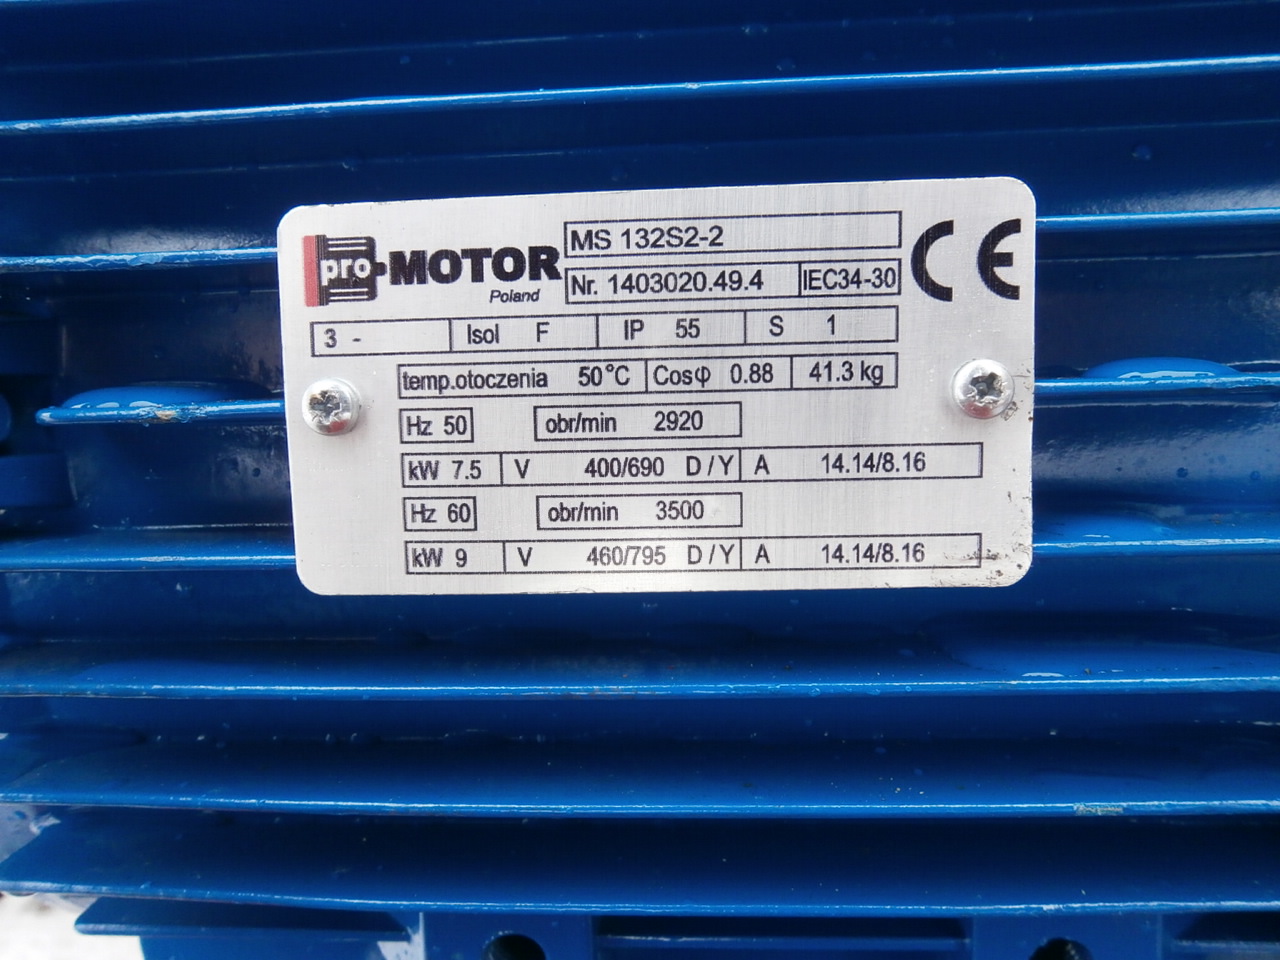 pro MOTOR
Poland
MS 132S2-2
Nr. 1403020.49.4 IEC34-30
CE
3 - Isol F IP 55 S 1
temp.otoczenia 50°C Cosφ 0.88 41.3 kg
Hz 50 obr/min 2920
kW 7.5 V 400/690 D/Y A 14.14/8.16
Hz 60 obr/min 3500
kW 9 V 460/795 D/Y A 14.14/8.16